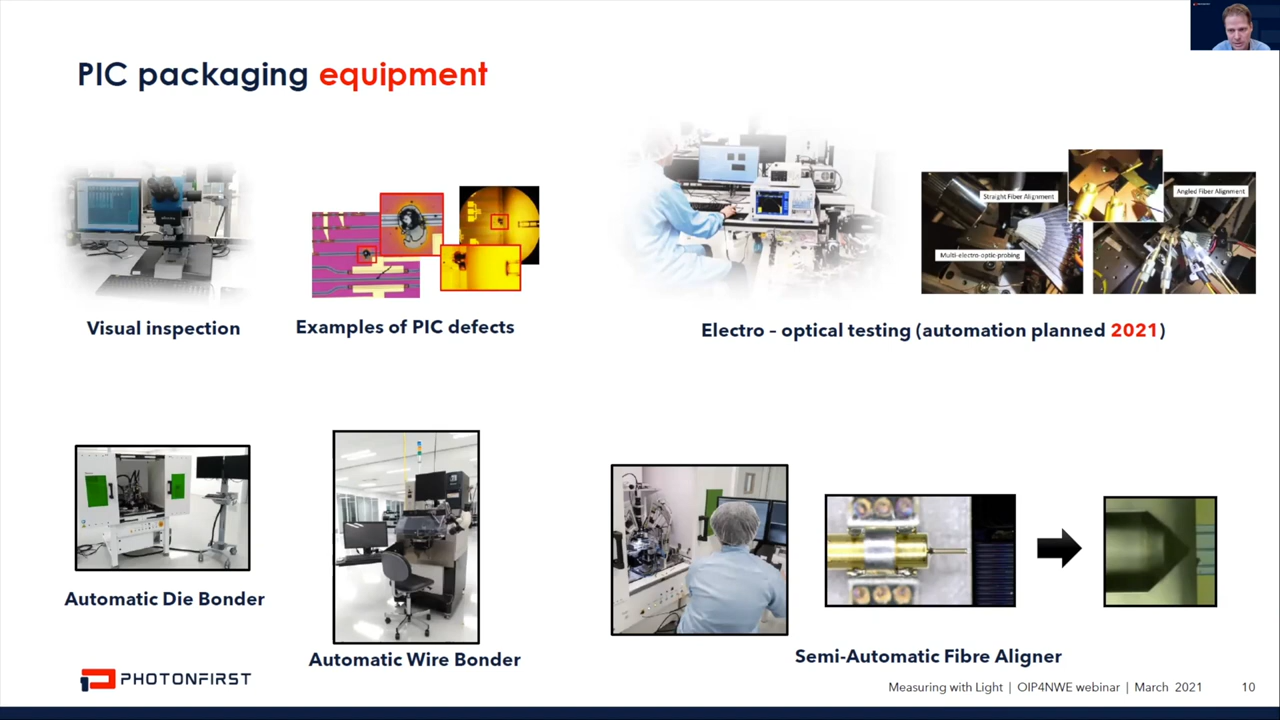 PIC packaging equipment
Straight Fiber Alignment
Angled Fiber Alignment
Multi-electro-optic-probing
Visual inspection
Examples of PIC defects
Electro – optical testing (automation planned 2021)
Automatic Die Bonder
Automatic Wire Bonder
Semi-Automatic Fibre Aligner
PHOTONFIRST
Measuring with Light | OIP4NWE webinar | March 2021
10